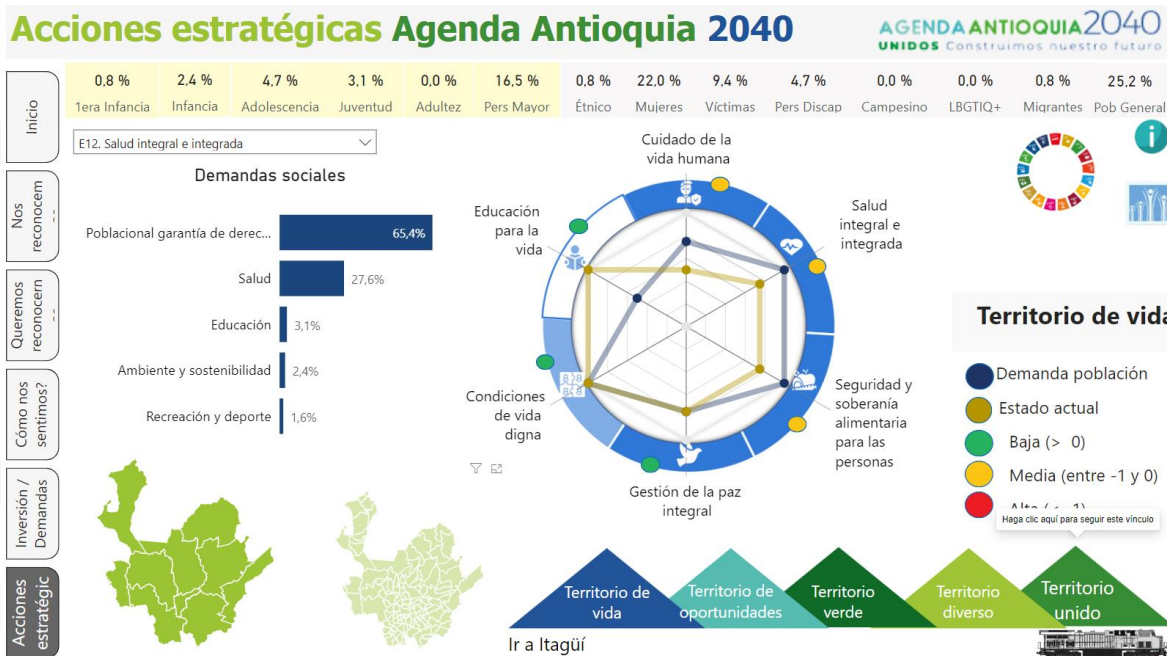 Acciones estratégicas Agenda Antioquia 2040
AGENDA ANTIOQUIA 2040
UNIDOS Construimos nuestro futuro
0,8 % 2,4 % 4,7 % 3,1 % 0,0 % 16,5 % 0,8 % 22,0 % 9,4 % 4,7 % 0,0 % 0,0 % 0,8 % 25,2 %
1era Infancia Infancia Adolescencia Juventud Adultez Pers Mayor Étnico Mujeres Víctimas Pers Discap Campesino LBGTIQ+ Migrantes Pob General
Inicio
Nos
reconocem
Queremos
reconocern
Cómo nos
sentimos?
Inversión /
Demandas
Acciones
estratégic
E12. Salud integral e integrada
Demandas sociales
Poblacional garantía de derec... 65,4%
Salud 27,6%
Educación 3,1%
Ambiente y sostenibilidad 2,4%
Recreación y deporte 1,6%
Cuidado de la
vida humana
Salud
integral e
integrada
Seguridad y
soberanía
alimentaria
para las
personas
Gestión de la paz
integral
Condiciones
de vida
digna
Educación
para la
vida
Territorio de vida
Demanda población
Estado actual
Baja (> 0)
Media (entre -1 y 0)
Haga clic aquí para seguir este vínculo
Territorio de
vida
Territorio de
oportunidades
Territorio
verde
Territorio
diverso
Territorio
unido
Ir a Itagüí